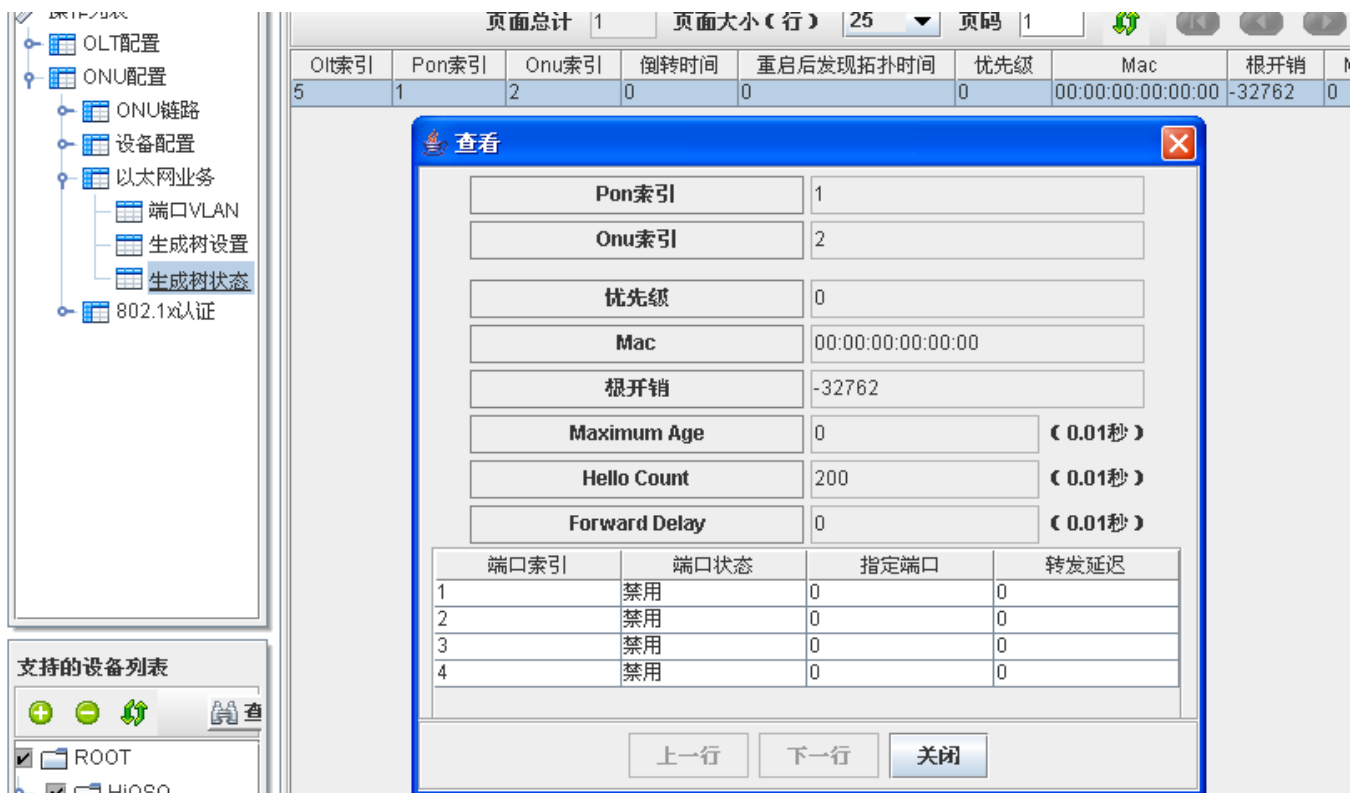 操作列表
OLT配置
ONU配置
ONU链路
设备配置
以太网业务
端口VLAN
生成树设置
生成树状态
802.1x认证
支持的设备列表
查
ROOT
HiOSO
页面总计 1 页面大小(行) 25 页码 1
Olt索引 Pon索引 Onu索引 倒转时间 重启后发现拓扑时间 优先级 Mac 根开销
5 1 2 0 0 0 00:00:00:00:00:00 -32762 0
查看
Pon索引 1
Onu索引 2
优先级 0
Mac 00:00:00:00:00:00
根开销 -32762
Maximum Age 0 (0.01秒)
Hello Count 200 (0.01秒)
Forward Delay 0 (0.01秒)
端口索引 端口状态 指定端口 转发延迟
1 禁用 0 0
2 禁用 0 0
3 禁用 0 0
4 禁用 0 0
上一行 下一行 关闭